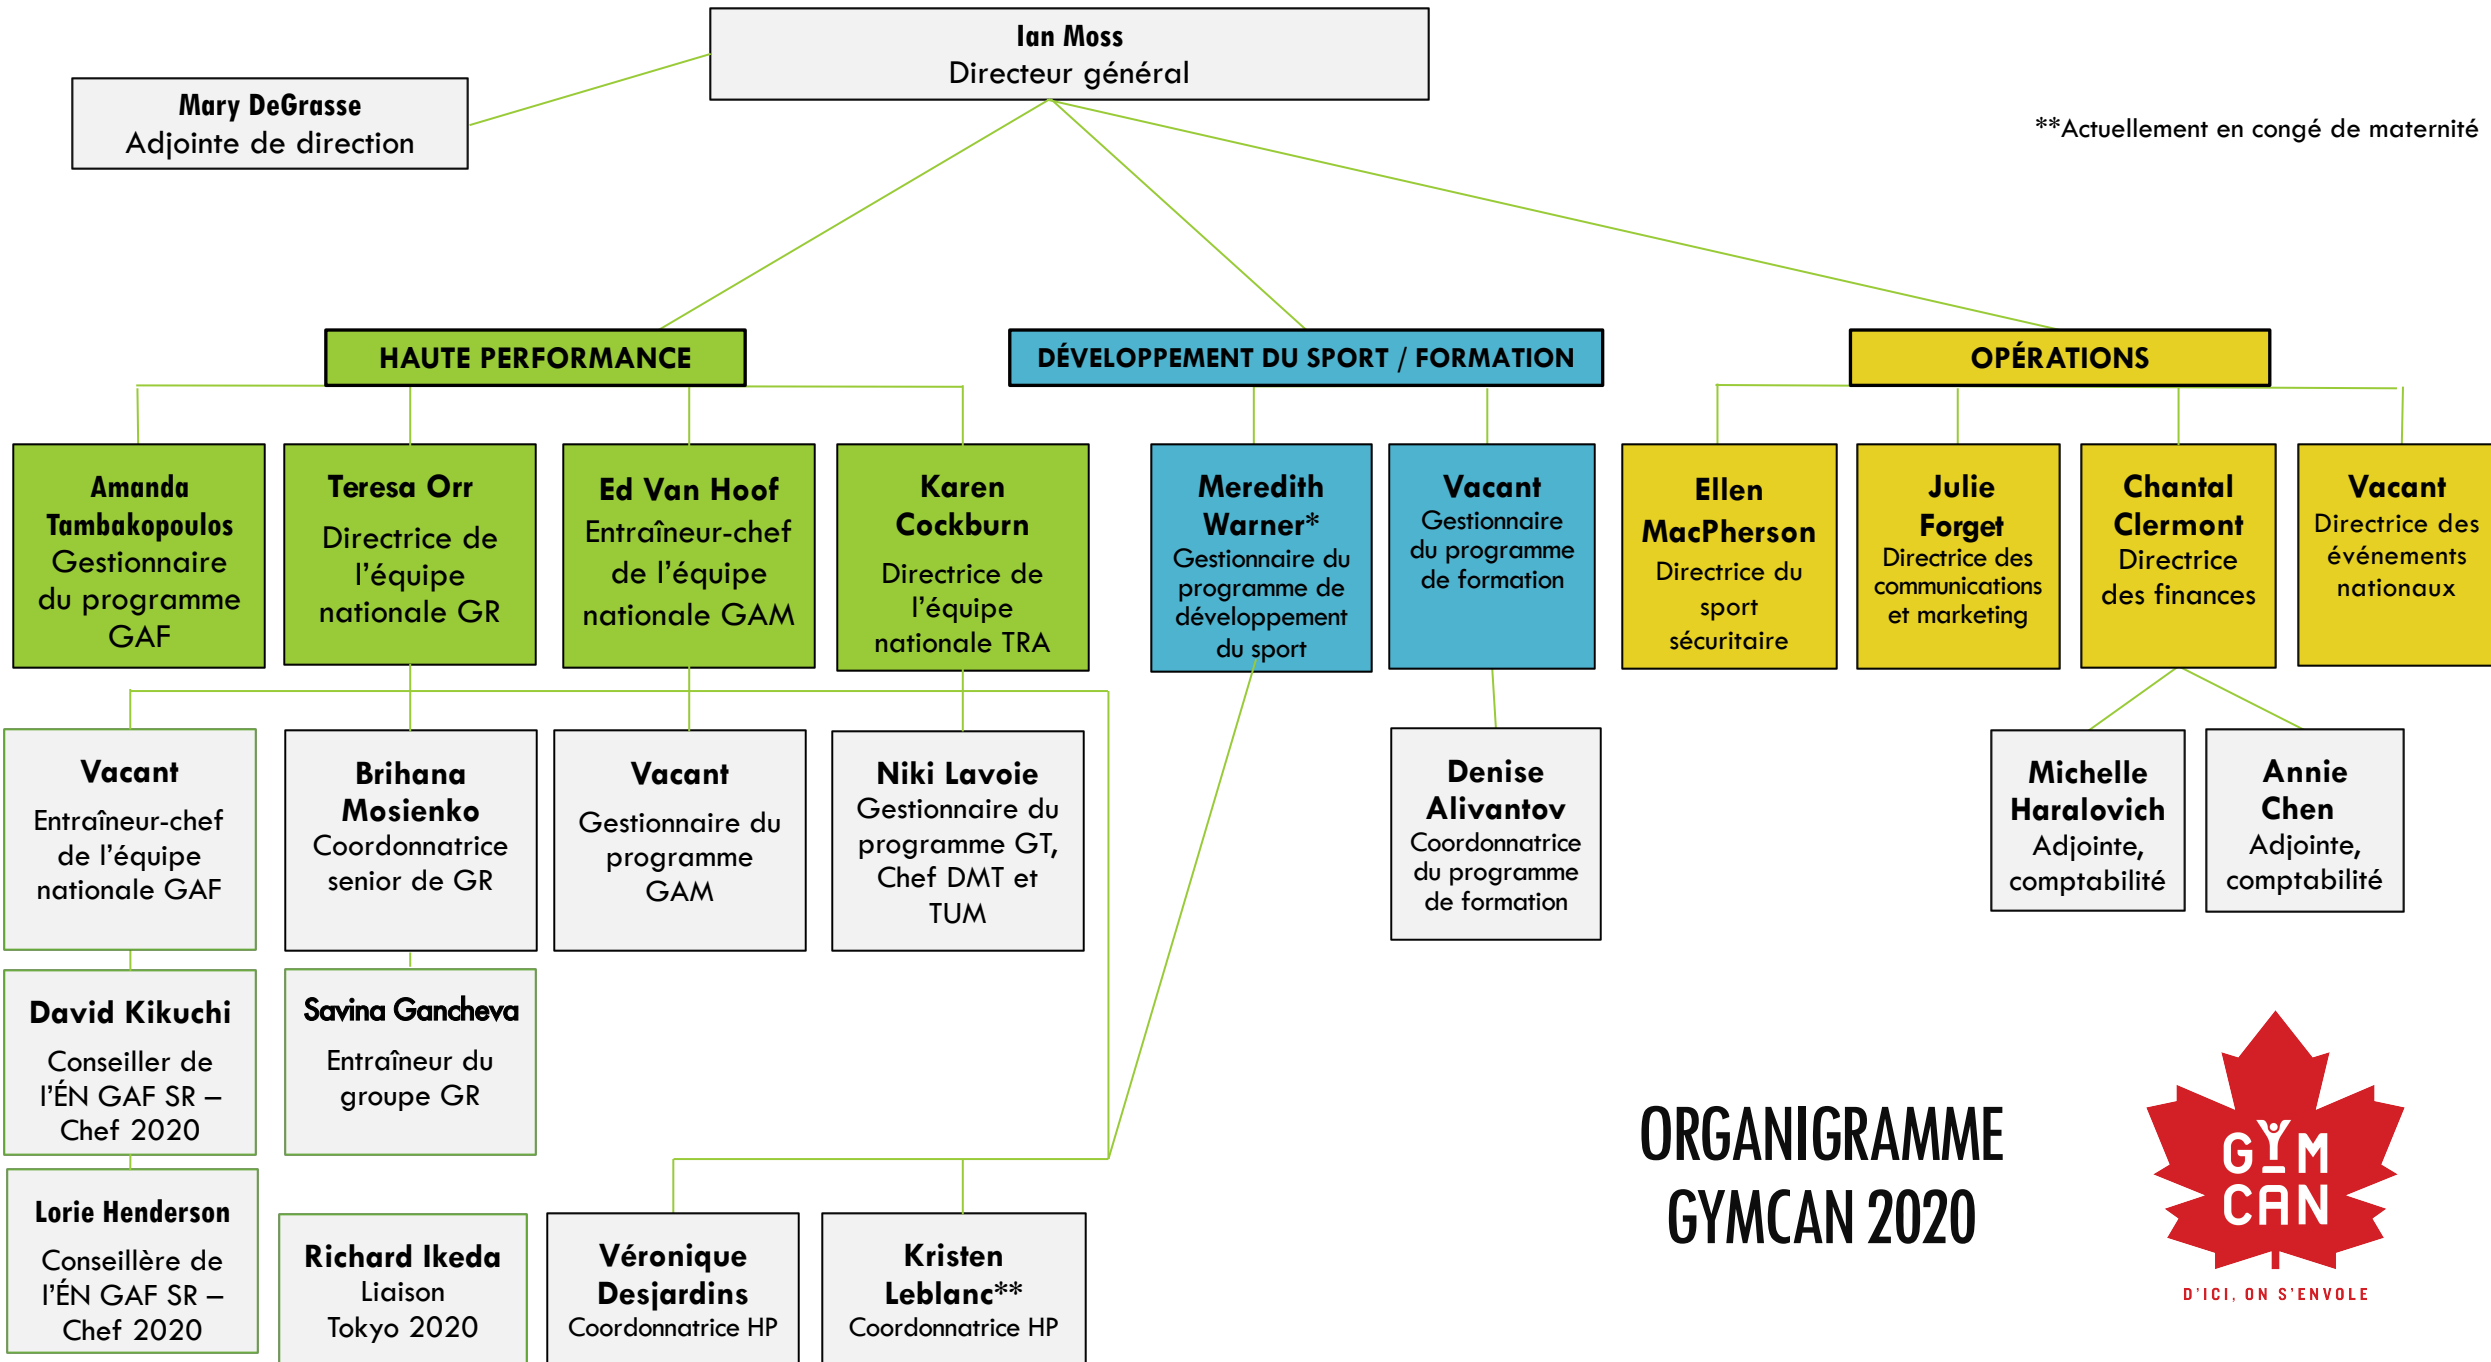 Ian Moss
Directeur général
Mary DeGrasse
Adjointe de direction
**Actuellement en congé de maternité
HAUTE PERFORMANCE
DÉVELOPPEMENT DU SPORT / FORMATION
OPÉRATIONS
Amanda
Tambakopoulos
Gestionnaire
du programme
GAF
Teresa Orr
Directrice de
l'équipe
nationale GR
Ed Van Hoof
Entraîneur-chef
de l'équipe
nationale GAM
Karen
Cockburn
Directrice de
l'équipe
nationale TRA
Meredith
Warner*
Gestionnaire du
programme de
développement
du sport
Vacant
Gestionnaire
du programme
de formation
Ellen
MacPherson
Directrice du
sport
sécuritaire
Julie
Forget
Directrice des
communications
et marketing
Chantal
Clermont
Directrice
des finances
Vacant
Directrice des
événements
nationaux
Vacant
Entraîneur-chef
de l'équipe
nationale GAF
Brihana
Mosienko
Coordonnatrice
senior de GR
Vacant
Gestionnaire du
programme
GAM
Niki Lavoie
Gestionnaire du
programme GT,
Chef DMT et
TUM
Denise
Alivantov
Coordonnatrice
du programme
de formation
Michelle
Haralovich
Adjointe,
comptabilité
Annie
Chen
Adjointe,
comptabilité
David Kikuchi
Conseiller de
l'ÉN GAF SR –
Chef 2020
Savina Gancheva
Entraîneur du
groupe GR
Lorie Henderson
Conseillère de
l'ÉN GAF SR –
Chef 2020
Richard Ikeda
Liaison
Tokyo 2020
Véronique
Desjardins
Coordonnatrice HP
Kristen
Leblanc**
Coordonnatrice HP
ORGANIGRAMME
GYMCAN 2020
GYM
CAN
D'ICI, ON S'ENVOLE